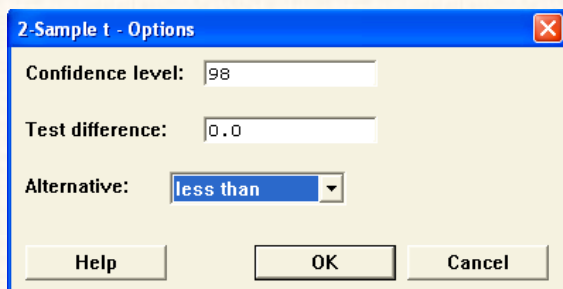 2-Sample t - Options
Confidence level: 98
Test difference: 0.0
Alternative: less than
Help OK Cancel